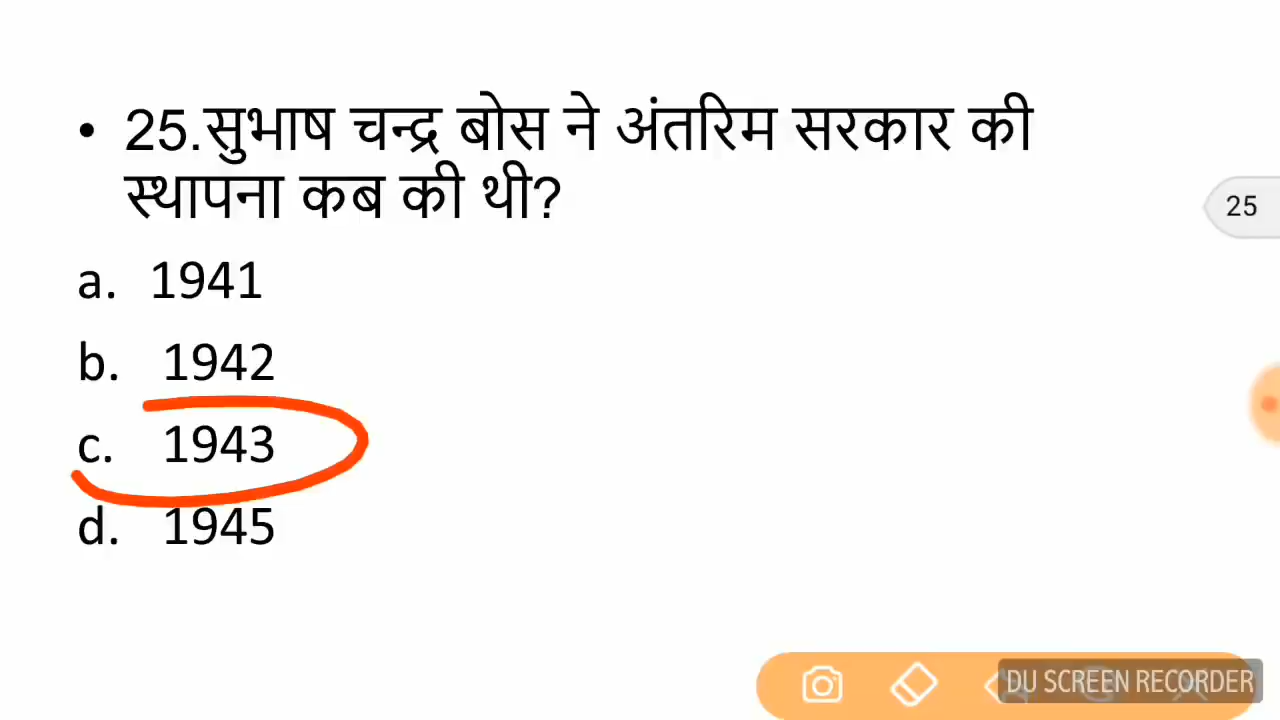 • 25.सुभाष चन्द्र बोस ने अंतरिम सरकार की
स्थापना कब की थी?
25
a. 1941
b. 1942
c. 1943
d. 1945
DU SCREEN RECORDER